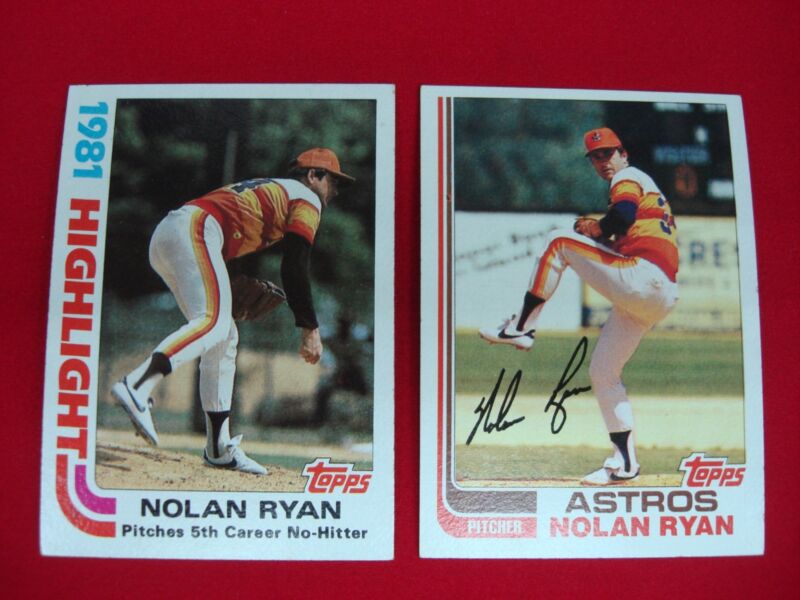 1981 HIGHLIGHT
Topps
NOLAN RYAN
Pitches 5th Career No-Hitter
Nolan Ryan
Topps
ASTROS
PITCHER
NOLAN RYAN